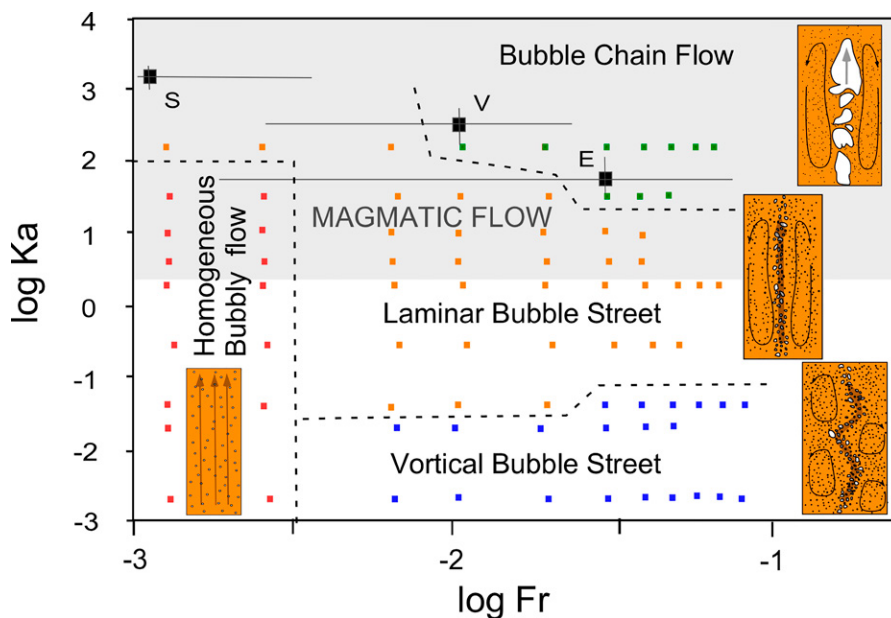 4
3
2
1
0
-1
-2
-3
log Ka
Bubble Chain Flow
S
V
E
MAGMATIC FLOW
Homogeneous
Bubbly flow
Laminar Bubble Street
Vortical Bubble Street
-3
-2
-1
log Fr